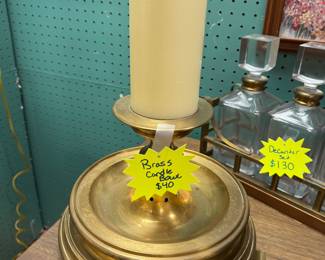 Brass
Candle
Bowl
$40
Decanter
Set
$130